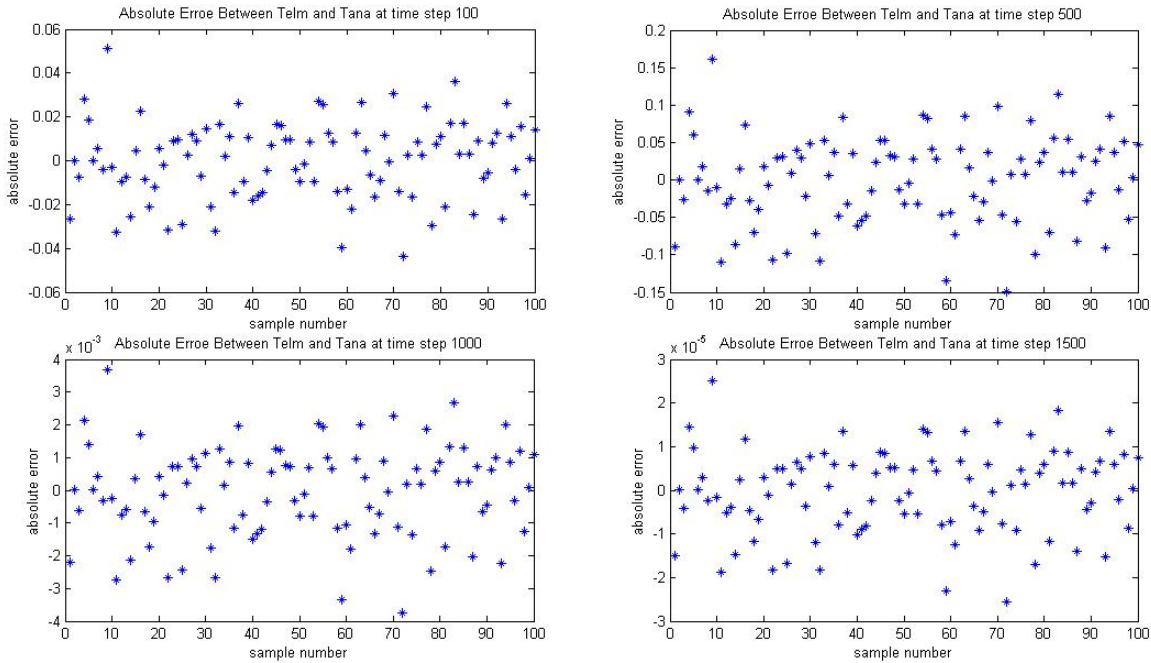 Absolute Erroe Between Telm and Tana at time step 100
0.06
0.04
0.02
0
-0.02
-0.04
-0.06
absolute error
0 10 20 30 40 50 60 70 80 90 100
sample number
Absolute Erroe Between Telm and Tana at time step 500
0.2
0.15
0.1
0.05
0
-0.05
-0.1
-0.15
absolute error
0 10 20 30 40 50 60 70 80 90 100
sample number
Absolute Erroe Between Telm and Tana at time step 1000
x 10^-3
4
3
2
1
0
-1
-2
-3
-4
absolute error
0 10 20 30 40 50 60 70 80 90 100
sample number
Absolute Erroe Between Telm and Tana at time step 1500
x 10^-5
3
2
1
0
-1
-2
-3
absolute error
0 10 20 30 40 50 60 70 80 90 100
sample number